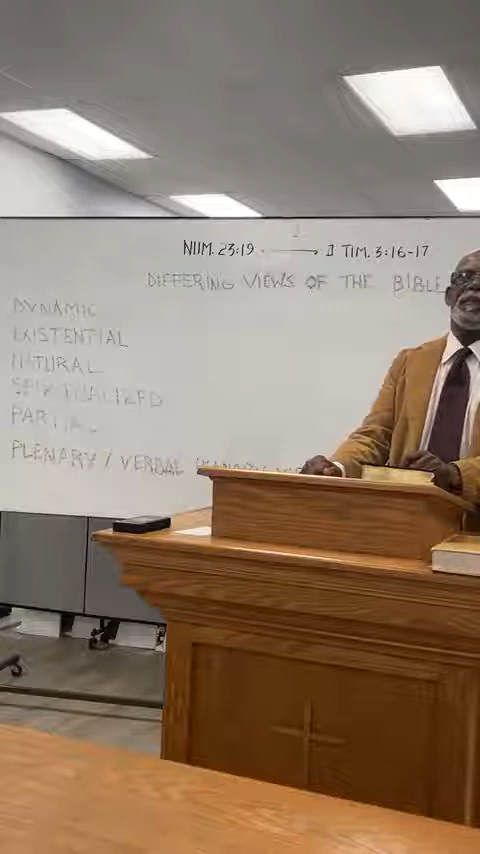 NUM. 23:19 → II TIM. 3:16-17
DIFFERING VIEWS OF THE BIBLE
DYNAMIC
EXISTENTIAL
NATURAL
SPIRITUALIZED
PARTIAL
PLENARY / VERBAL